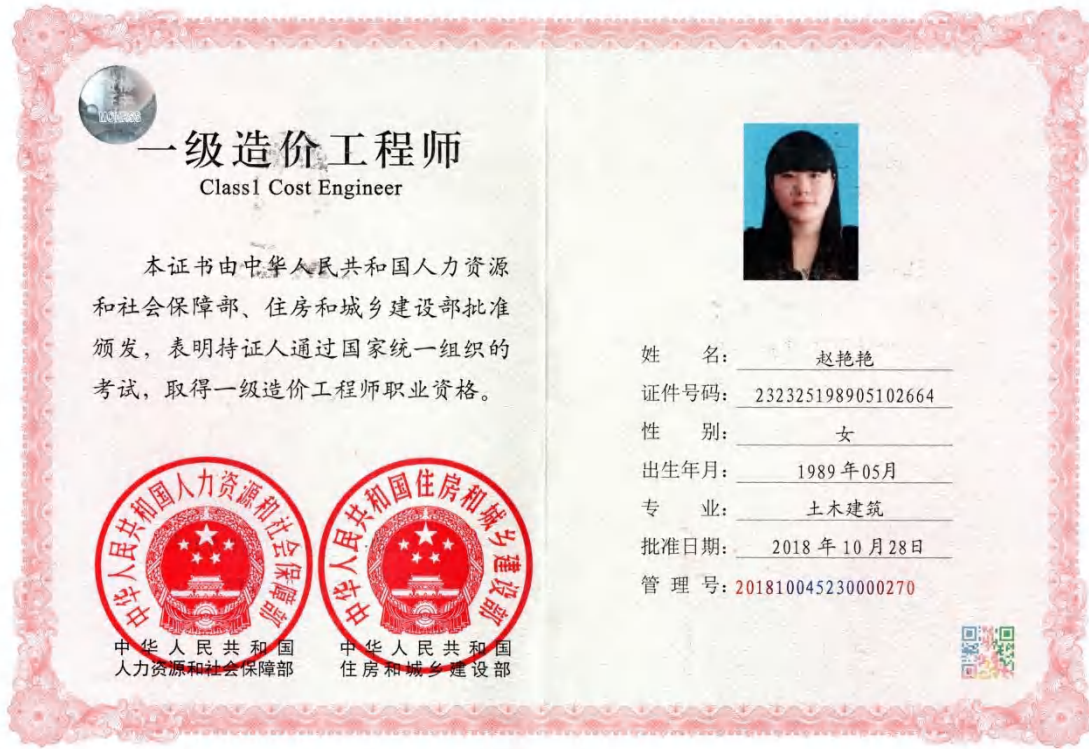 一级造价工程师
Class1 Cost Engineer
本证书由中华人民共和国人力资源
和社会保障部、住房和城乡建设部批准
颁发，表明持证人通过国家统一组织的
考试，取得一级造价工程师职业资格。
中华人民共和国人力资源和社会保障部
中华人民共和国住房和城乡建设部
中华人民共和国
人力资源和社会保障部
中华人民共和国
住房和城乡建设部
姓 名：赵艳艳
证件号码：232325198905102664
性 别：女
出生年月：1989年05月
专 业：土木建筑
批准日期：2018年10月28日
管 理 号：201810045230000270